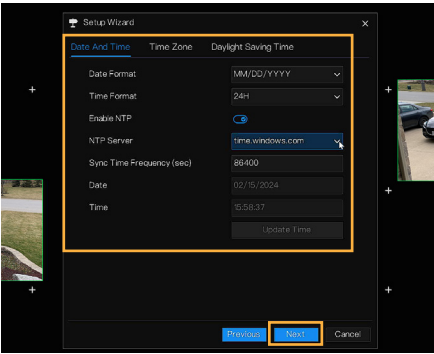 Setup Wizard
Date And Time Time Zone Daylight Saving Time
Date Format MM/DD/YYYY
Time Format 24H
Enable NTP
NTP Server time.windows.com
Sync Time Frequency (sec) 86400
Date 02/15/2024
Time 15:58:37
Update Time
Previous Next Cancel